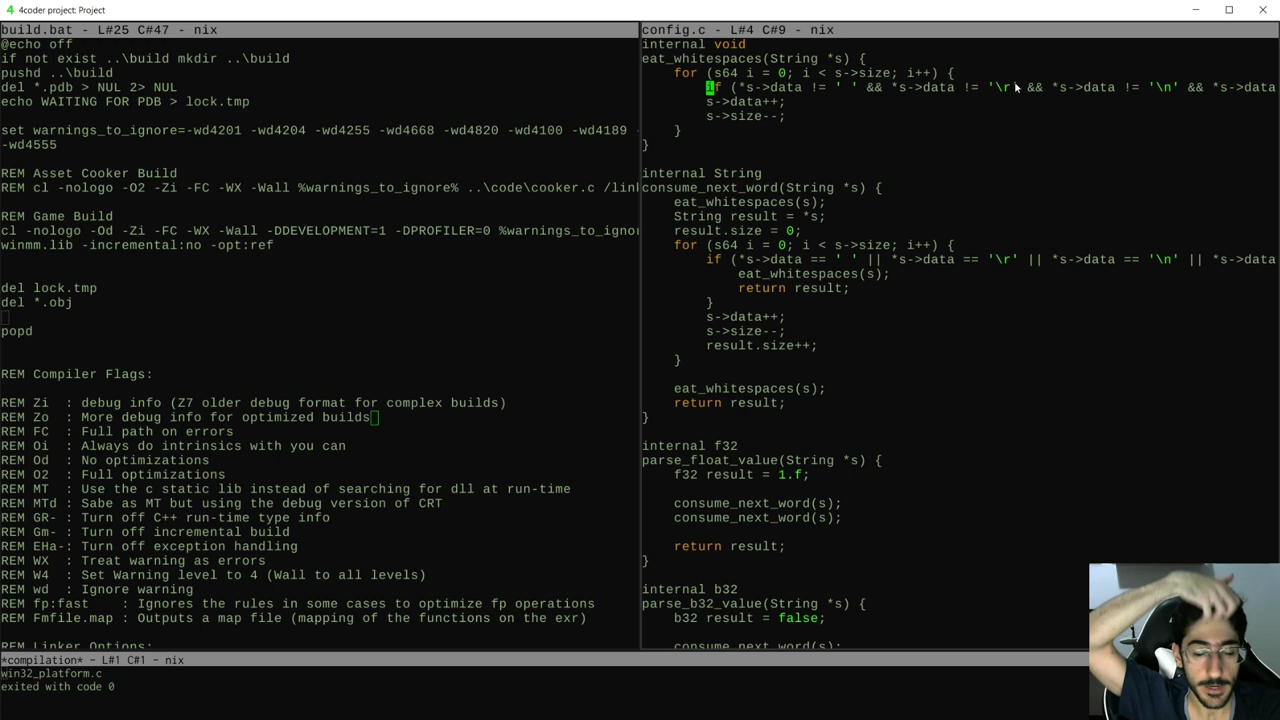 4coder project: Project
build.bat - L#25 C#47 - nix
@echo off
if not exist ..\build mkdir ..\build
pushd ..\build
del *.pdb > NUL 2> NUL
echo WAITING FOR PDB > lock.tmp
set warnings_to_ignore=-wd4201 -wd4204 -wd4255 -wd4668 -wd4820 -wd4100 -wd4189 -
-wd4555
REM Asset Cooker Build
REM cl -nologo -O2 -Zi -FC -WX -Wall %warnings_to_ignore% ..\code\cooker.c /lin
REM Game Build
cl -nologo -Od -Zi -FC -WX -Wall -DDEVELOPMENT=1 -DPROFILER=0 %warnings_to_igno
winmm.lib -incremental:no -opt:ref
del lock.tmp
del *.obj
popd
REM Compiler Flags:
REM Zi  : debug info (Z7 older debug format for complex builds)
REM Zo  : More debug info for optimized builds
REM FC  : Full path on errors
REM Oi  : Always do intrinsics with you can
REM Od  : No optimizations
REM O2  : Full optimizations
REM MT  : Use the c static lib instead of searching for dll at run-time
REM MTd : Sabe as MT but using the debug version of CRT
REM GR- : Turn off C++ run-time type info
REM Gm- : Turn off incremental build
REM EHa-: Turn off exception handling
REM WX  : Treat warning as errors
REM W4  : Set Warning level to 4 (Wall to all levels)
REM wd  : Ignore warning
REM fp:fast     : Ignores the rules in some cases to optimize fp operations
REM Fmfile.map : Outputs a map file (mapping of the functions on the exr)
REM Linker Options:
config.c - L#4 C#9 - nix
internal void
eat_whitespaces(String *s) {
    for (s64 i = 0; i < s->size; i++) {
        if (*s->data != ' ' && *s->data != '\r' && *s->data != '\n' && *s->data
        s->data++;
        s->size--;
    }
}
internal String
consume_next_word(String *s) {
    eat_whitespaces(s);
    String result = *s;
    result.size = 0;
    for (s64 i = 0; i < s->size; i++) {
        if (*s->data == ' ' || *s->data == '\r' || *s->data == '\n' || *s->data
            eat_whitespaces(s);
            return result;
        }
        s->data++;
        s->size--;
        result.size++;
    }
    eat_whitespaces(s);
    return result;
}
internal f32
parse_float_value(String *s) {
    f32 result = 1.f;
    consume_next_word(s);
    consume_next_word(s);
    return result;
}
internal b32
parse_b32_value(String *s) {
    b32 result = false;
    consume_next_word(s);
*compilation* - L#1 C#1 - nix
win32_platform.c
exited with code 0